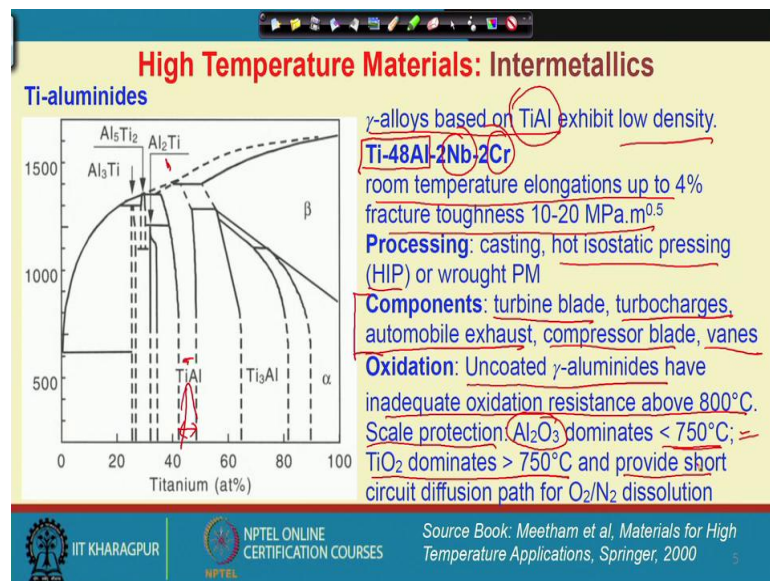 High Temperature Materials: Intermetallics
Ti-aluminides
γ-alloys based on TiAl exhibit low density.
Ti-48Al-2Nb-2Cr
room temperature elongations up to 4%
fracture toughness 10-20 MPa.m^0.5
Processing: casting, hot isostatic pressing
(HIP) or wrought PM
Components: turbine blade, turbocharges,
automobile exhaust, compressor blade, vanes
Oxidation: Uncoated γ-aluminides have
inadequate oxidation resistance above 800°C.
Scale protection: Al2O3 dominates < 750°C;
TiO2 dominates > 750°C and provide short
circuit diffusion path for O2/N2 dissolution
Al5Ti2
Al2Ti
Al3Ti
β
TiAl
Ti3Al
α
1500
1000
500
0 20 40 60 80 100
Titanium (at%)
IIT KHARAGPUR
NPTEL
NPTEL ONLINE
CERTIFICATION COURSES
Source Book: Meetham et al, Materials for High
Temperature Applications, Springer, 2000
5